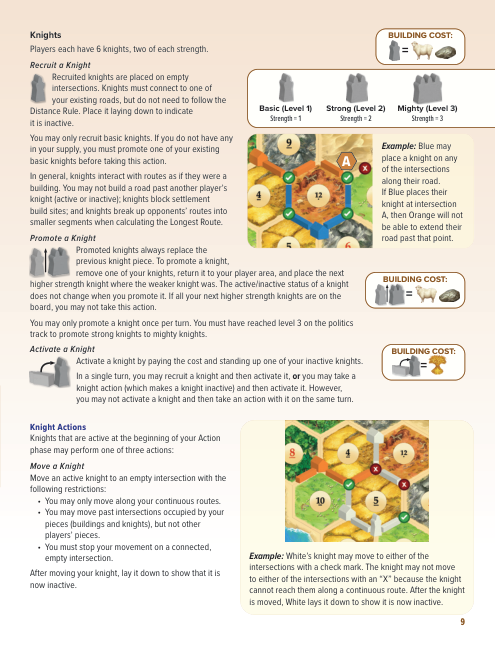 Knights
Players each have 6 knights, two of each strength.
Recruit a Knight
Recruited knights are placed on empty
intersections. Knights must connect to one of
your existing roads, but do not need to follow the
Distance Rule. Place it laying down to indicate
it is inactive.
You may only recruit basic knights. If you do not have any
in your supply, you must promote one of your existing
basic knights before taking this action.
In general, knights interact with routes as if they were a
building. You may not build a road past another player's
knight (active or inactive); knights block settlement
build sites; and knights break up opponents' routes into
smaller segments when calculating the Longest Route.
BUILDING COST:
=
Basic (Level 1)
Strength = 1
Strong (Level 2)
Strength = 2
Mighty (Level 3)
Strength = 3
9
A
X
4
12
5
6
Example: Blue may
place a knight on any
of the intersections
along their road.
If Blue places their
knight at intersection
A, then Orange will not
be able to extend their
road past that point.
Promote a Knight
Promoted knights always replace the
previous knight piece. To promote a knight,
remove one of your knights, return it to your player area, and place the next
higher strength knight where the weaker knight was. The active/inactive status of a knight
does not change when you promote it. If all your next higher strength knights are on the
board, you may not take this action.
You may only promote a knight once per turn. You must have reached level 3 on the politics
track to promote strong knights to mighty knights.
BUILDING COST:
=
Activate a Knight
Activate a knight by paying the cost and standing up one of your inactive knights.
In a single turn, you may recruit a knight and then activate it, or you may take a
knight action (which makes a knight inactive) and then activate it. However,
you may not activate a knight and then take an action with it on the same turn.
BUILDING COST:
=
Knight Actions
Knights that are active at the beginning of your Action
phase may perform one of three actions:
Move a Knight
Move an active knight to an empty intersection with the
following restrictions:
• You may only move along your continuous routes.
• You may move past intersections occupied by your
pieces (buildings and knights), but not other
players' pieces.
• You must stop your movement on a connected,
empty intersection.
After moving your knight, lay it down to show that it is
now inactive.
8
4
12
X
10
5
X
Example: White's knight may move to either of the
intersections with a check mark. The knight may not move
to either of the intersections with an "X" because the knight
cannot reach them along a continuous route. After the knight
is moved, White lays it down to show it is now inactive.
9